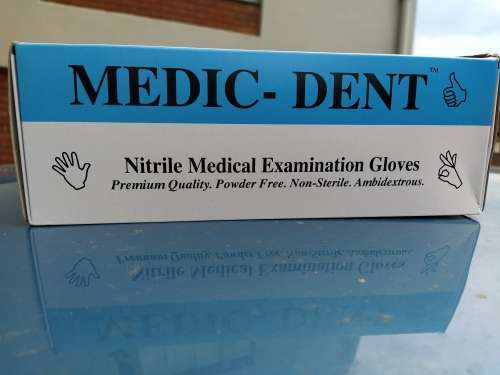 MEDIC- DENT™
Nitrile Medical Examination Gloves
Premium Quality. Powder Free. Non-Sterile. Ambidextrous.